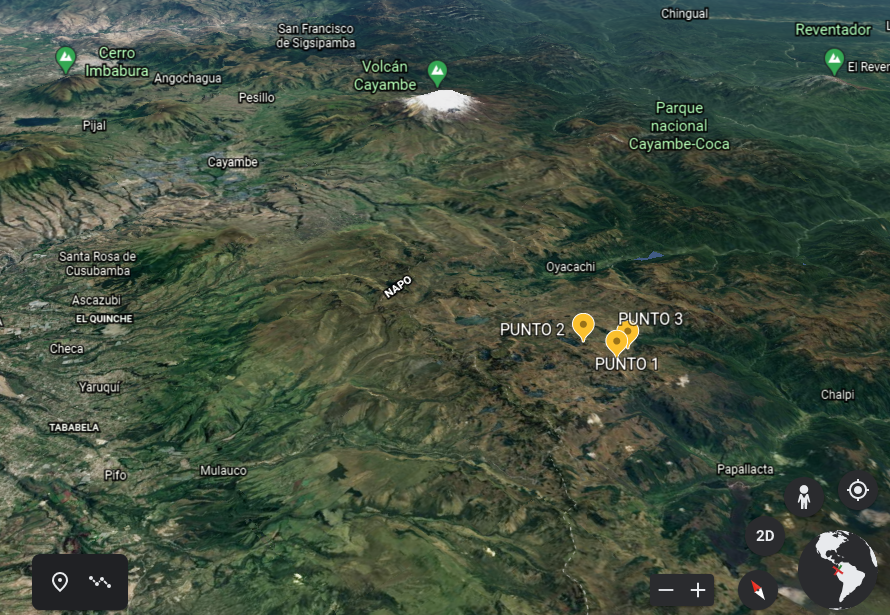 Chingual
San Francisco
de Sigsipamba
Reventador
Cerro
Imbabura
Volcán
Cayambe
El Rever
Angochagua
Pesillo
Parque
nacional
Cayambe-Coca
Pijal
Cayambe
Santa Rosa de
Cusubamba
Oyacachi
NAPO
Ascazubi
EL QUINCHE
PUNTO 3
PUNTO 2
Checa
PUNTO 1
Yaruquí
Chalpi
TABABELA
Pifo
Mulauco
Papallacta
2D